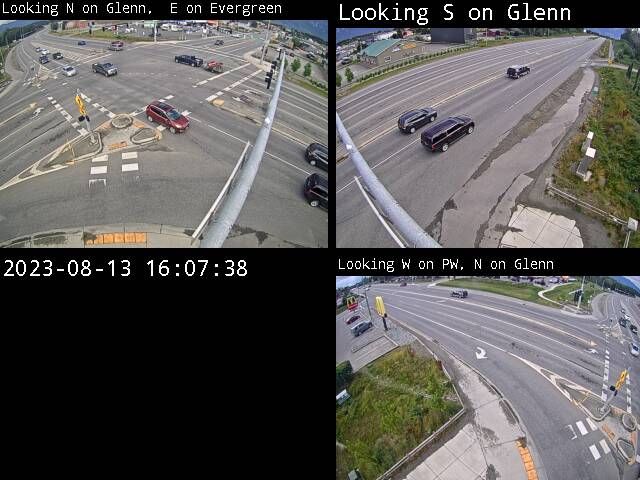 Looking N on Glenn,  E on Evergreen
Looking S on Glenn
2023-08-13 16:07:38
Looking W on PW, N on Glenn